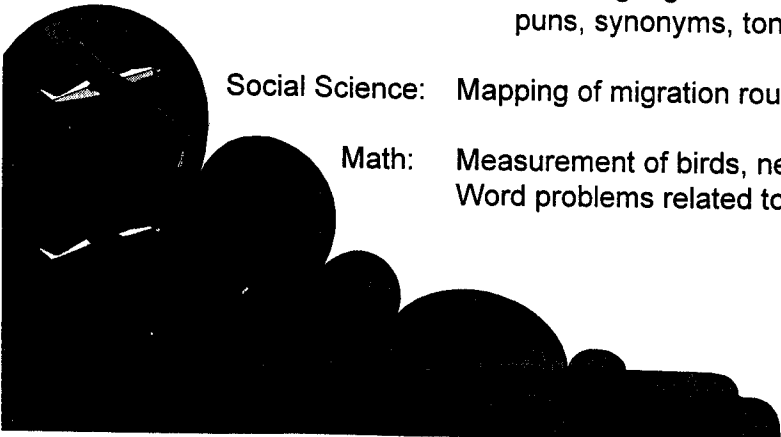 puns, synonyms, ton
Social Science: Mapping of migration rou
Math: Measurement of birds, ne
Word problems related to